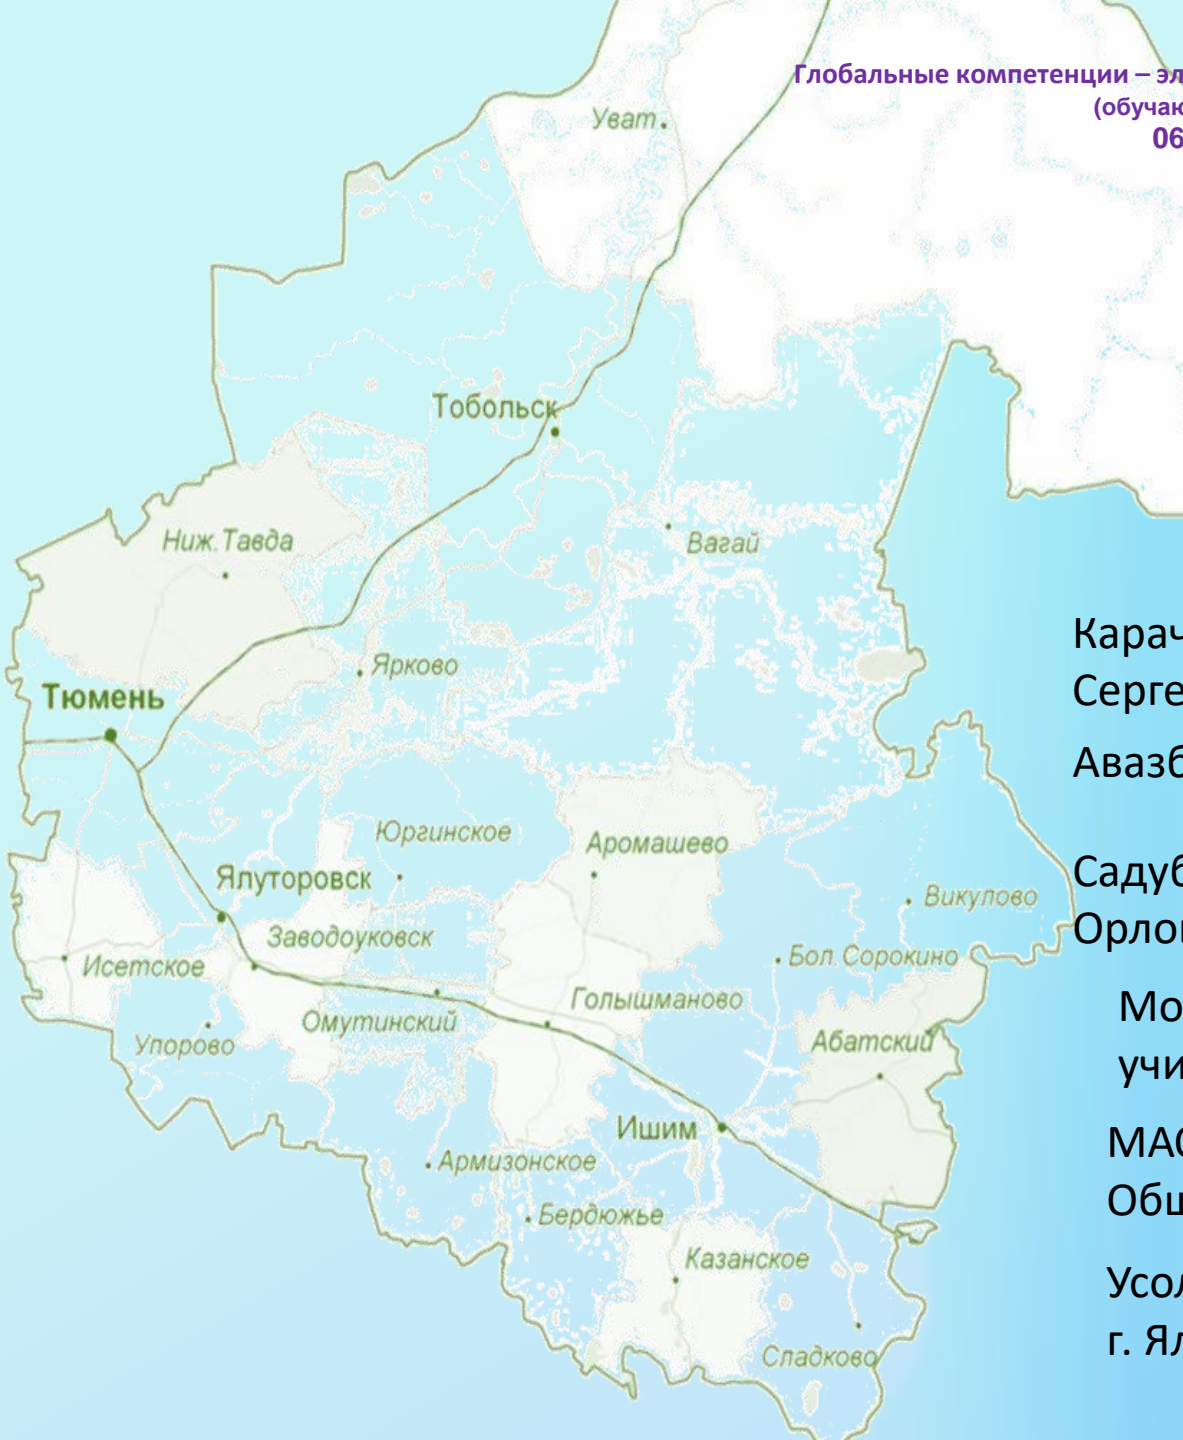 Глобальные компетенции – эл
(обучаю
06
Уват
Тобольск
Ниж.Тавда
Вагай
Ярково
Тюмень
Юргинское
Аромашево
Ялуторовск
Викулово
Заводоуковск
Бол.Сорокино
Исетское
Голышманово
Омутинский
Абатский
Упорово
Ишим
Армизонское
Бердюжье
Казанское
Сладково
Карач
Серге
Авазб
Садуб
Орло
Мо
учи
МАО
Общ
Усол
г. Ял